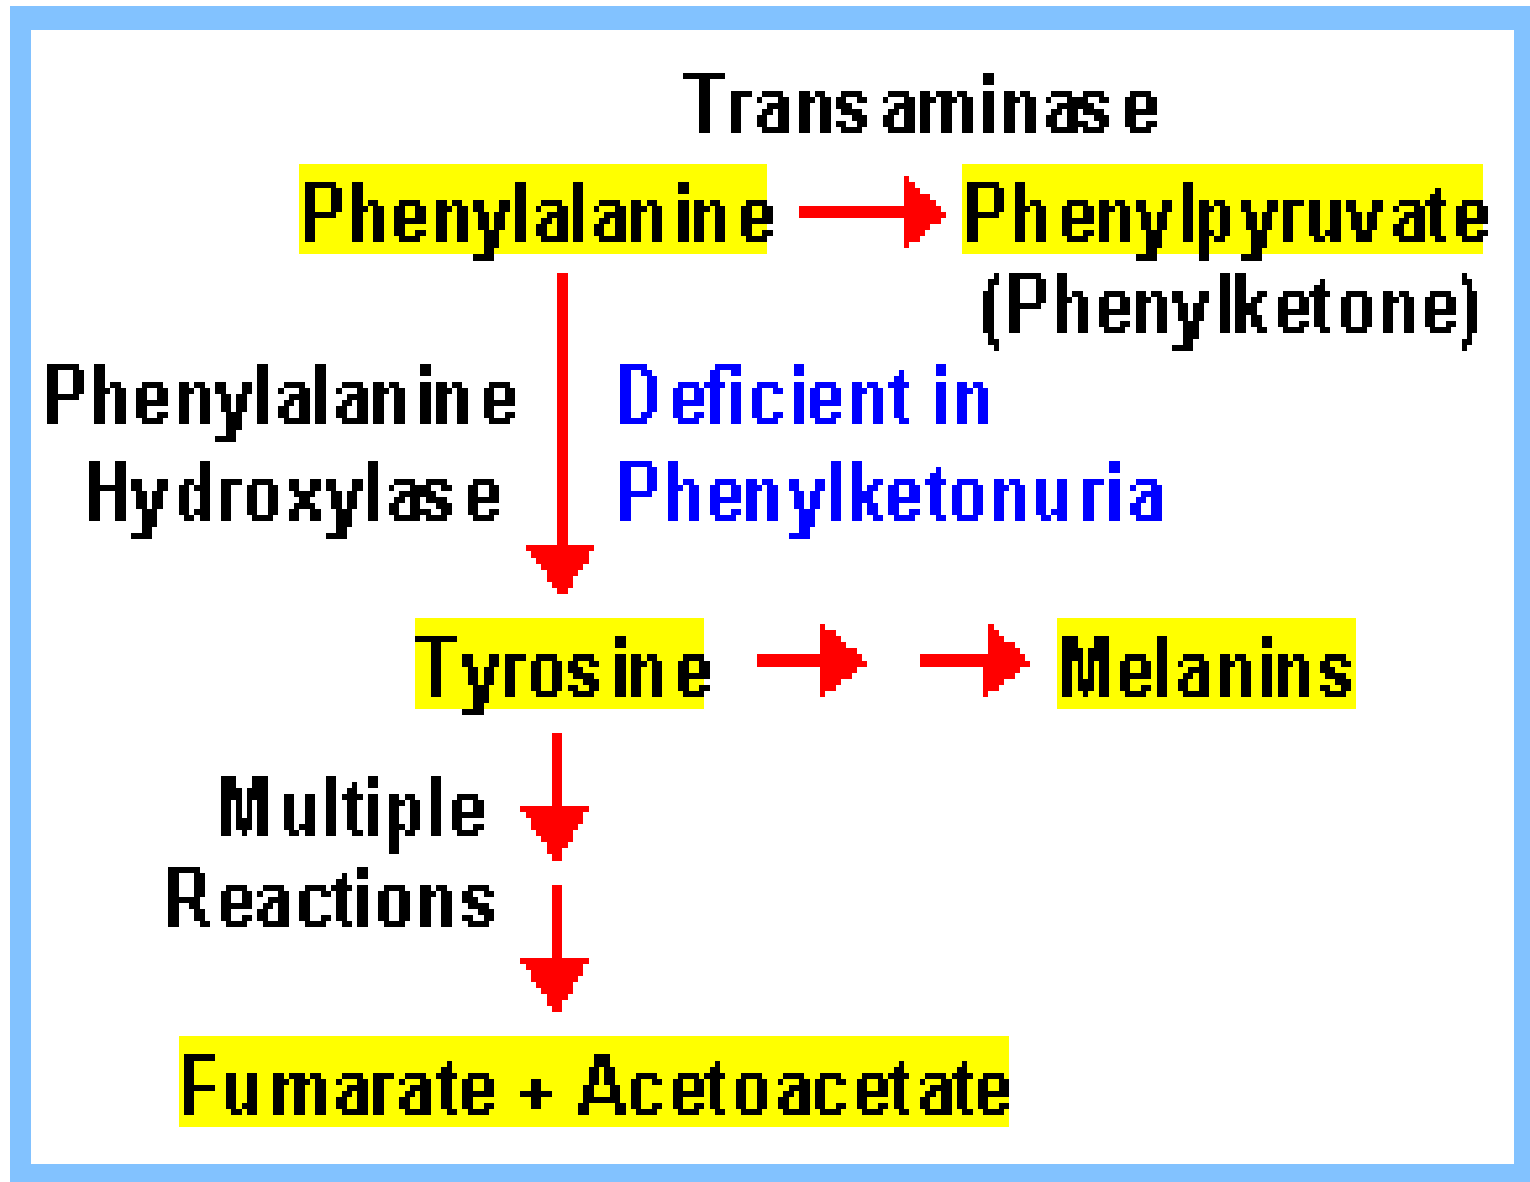 Transaminase
Phenylalanine Phenylpyruvate
(Phenylketone)
Phenylalanine Deficient in
Hydroxylase Phenylketonuria
Tyrosine Melanins
Multiple
Reactions
Fumarate + Acetoacetate